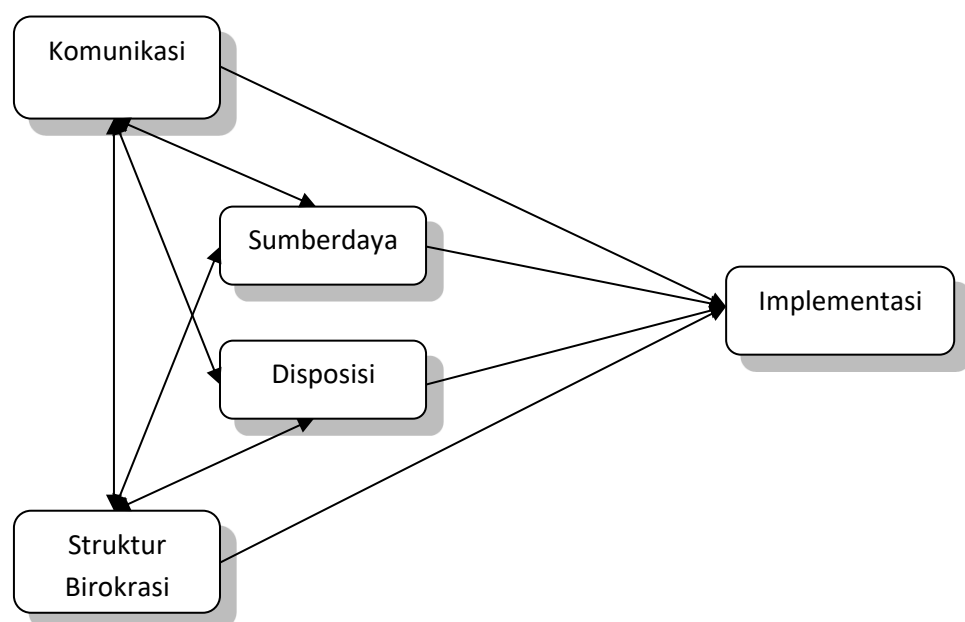 Komunikasi
Sumberdaya
Implementasi
Disposisi
Struktur
Birokrasi